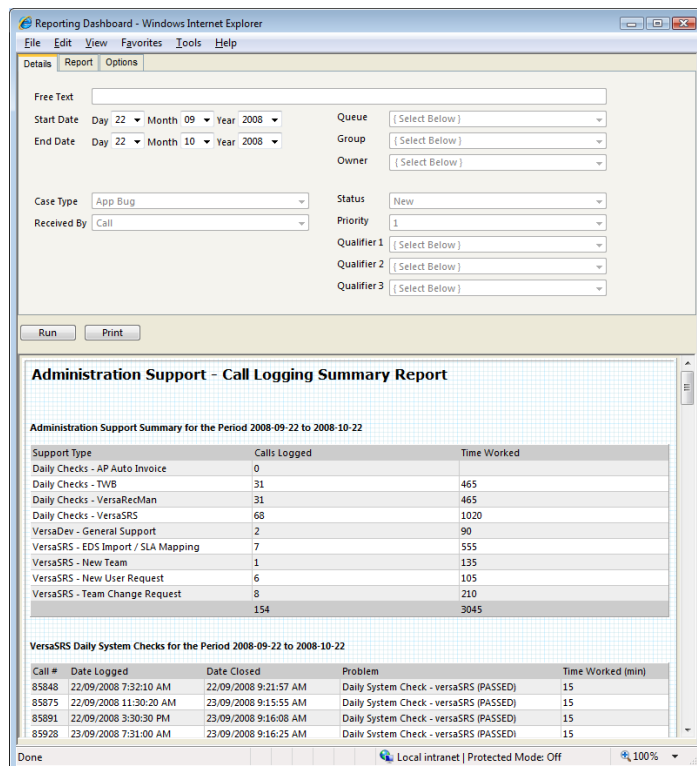 Reporting Dashboard - Windows Internet Explorer
File Edit View Favorites Tools Help
Details Report Options
Free Text
Start Date Day 22 Month 09 Year 2008 Queue { Select Below }
End Date Day 22 Month 10 Year 2008 Group { Select Below }
Owner { Select Below }
Case Type App Bug Status New
Received By Call Priority 1
Qualifier 1 { Select Below }
Qualifier 2 { Select Below }
Qualifier 3 { Select Below }
Run Print
Administration Support - Call Logging Summary Report
Administration Support Summary for the Period 2008-09-22 to 2008-10-22
Support Type Calls Logged Time Worked
Daily Checks - AP Auto Invoice 0
Daily Checks - TWB 31 465
Daily Checks - VersaRecMan 31 465
Daily Checks - VersaSRS 68 1020
VersaDev - General Support 2 90
VersaSRS - EDS Import / SLA Mapping 7 555
VersaSRS - New Team 1 135
VersaSRS - New User Request 6 105
VersaSRS - Team Change Request 8 210
154 3045
VersaSRS Daily System Checks for the Period 2008-09-22 to 2008-10-22
Call # Date Logged Date Closed Problem Time Worked (min)
85848 22/09/2008 7:32:10 AM 22/09/2008 9:21:57 AM Daily System Check - versaSRS (PASSED) 15
85875 22/09/2008 11:30:20 AM 23/09/2008 9:15:55 AM Daily System Check - versaSRS (PASSED) 15
85891 22/09/2008 3:30:30 PM 23/09/2008 9:16:08 AM Daily System Check - versaSRS (PASSED) 15
85928 23/09/2008 7:31:00 AM 23/09/2008 9:16:25 AM Daily System Check - versaSRS (PASSED) 15
Done Local intranet | Protected Mode: Off 100%